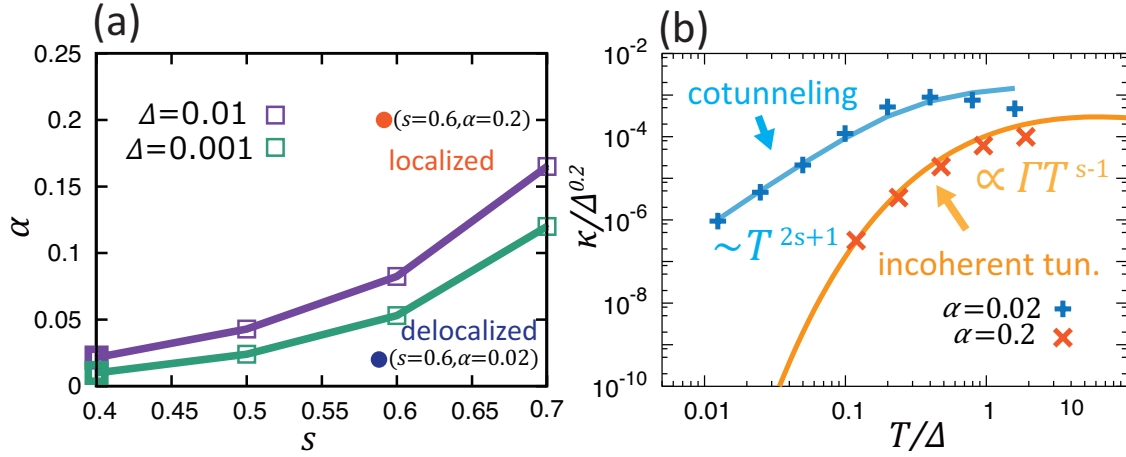 (a)
0.25
0.2
0.15
0.1
0.05
0
α
Δ=0.01
Δ=0.001
(s=0.6,α=0.2)
localized
delocalized
(s=0.6,α=0.02)
0.4 0.45 0.5 0.55 0.6 0.65 0.7
s
(b)
10-2
10-4
10-6
10-8
10-10
κ/Δ0.2
cotunneling
∝ ΓT s-1
~T 2s+1
incoherent tun.
α=0.02
α=0.2
0.01 0.1 1 10
T/Δ